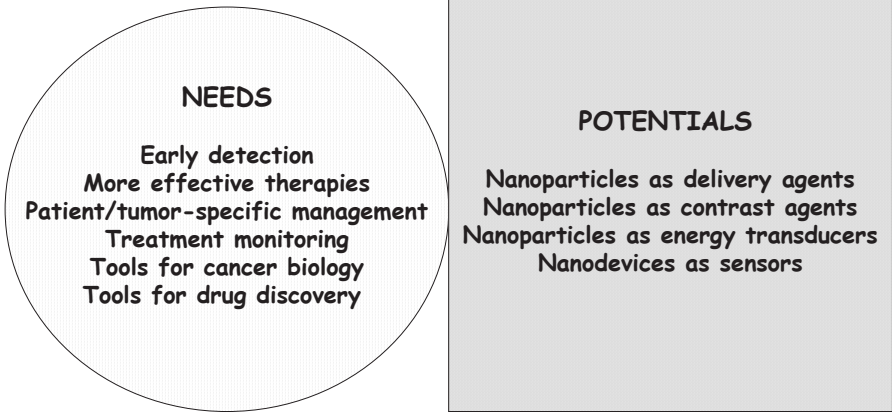 NEEDS
Early detection
More effective therapies
Patient/tumor-specific management
Treatment monitoring
Tools for cancer biology
Tools for drug discovery
POTENTIALS
Nanoparticles as delivery agents
Nanoparticles as contrast agents
Nanoparticles as energy transducers
Nanodevices as sensors